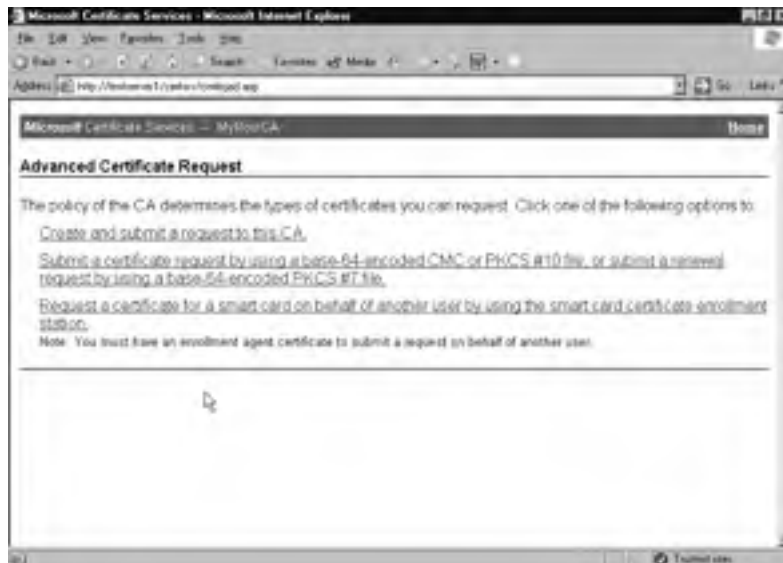 Microsoft Certificate Services - Microsoft Internet Explorer
File Edit View Favorites Tools Help
Back Search Favorites Media
Address Go Links
Microsoft Certificate Services -- MyRootCA Home
Advanced Certificate Request
The policy of the CA determines the types of certificates you can request. Click one of the following options to:
Create and submit a request to this CA.
Submit a certificate request by using a base-64-encoded CMC or PKCS #10 file, or submit a renewal
request by using a base-64-encoded PKCS #7 file.
Request a certificate for a smart card on behalf of another user by using the smart card certificate enrollment
station.
Note: You must have an enrollment agent certificate to submit a request on behalf of another user.
Trusted sites